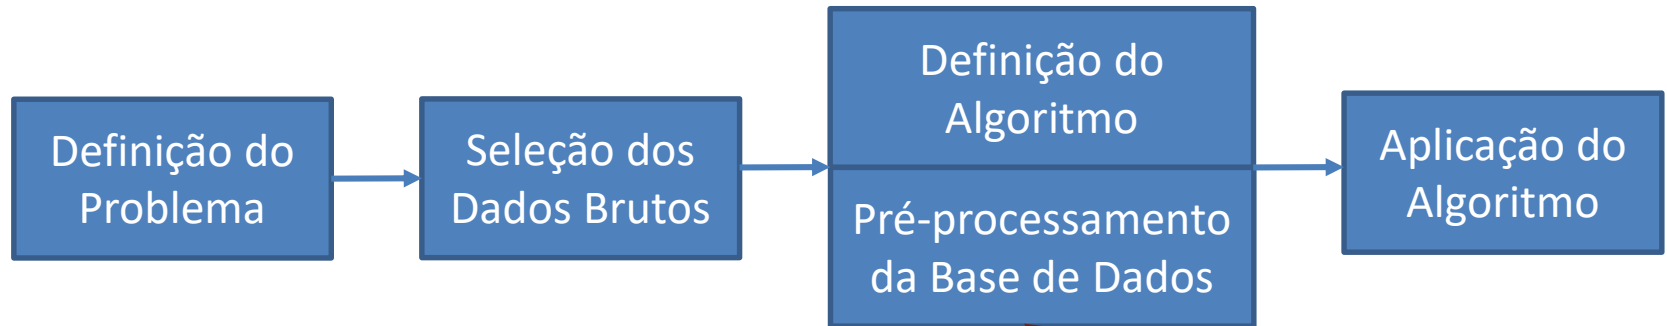 Definição do
Problema
Seleção dos
Dados Brutos
Definição do
Algoritmo
Pré-processamento
da Base de Dados
Aplicação do
Algoritmo